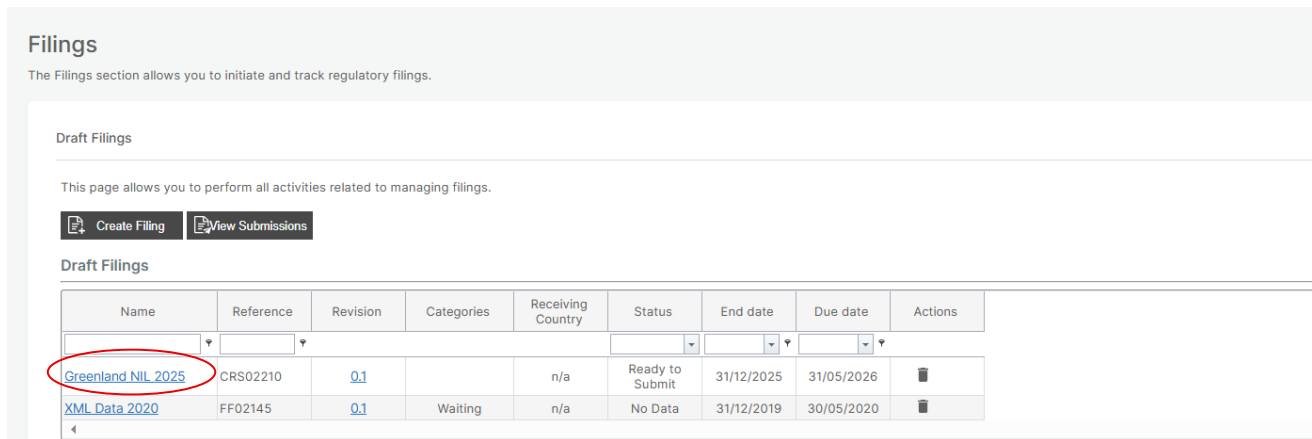 Filings
The Filings section allows you to initiate and track regulatory filings.
Draft Filings
This page allows you to perform all activities related to managing filings.
Create Filing View Submissions
Draft Filings
Name Reference Revision Categories Receiving Country Status End date Due date Actions
Greenland NIL 2025 CRS02210 0.1 n/a Ready to Submit 31/12/2025 31/05/2026
XML Data 2020 FF02145 0.1 Waiting n/a No Data 31/12/2019 30/05/2020